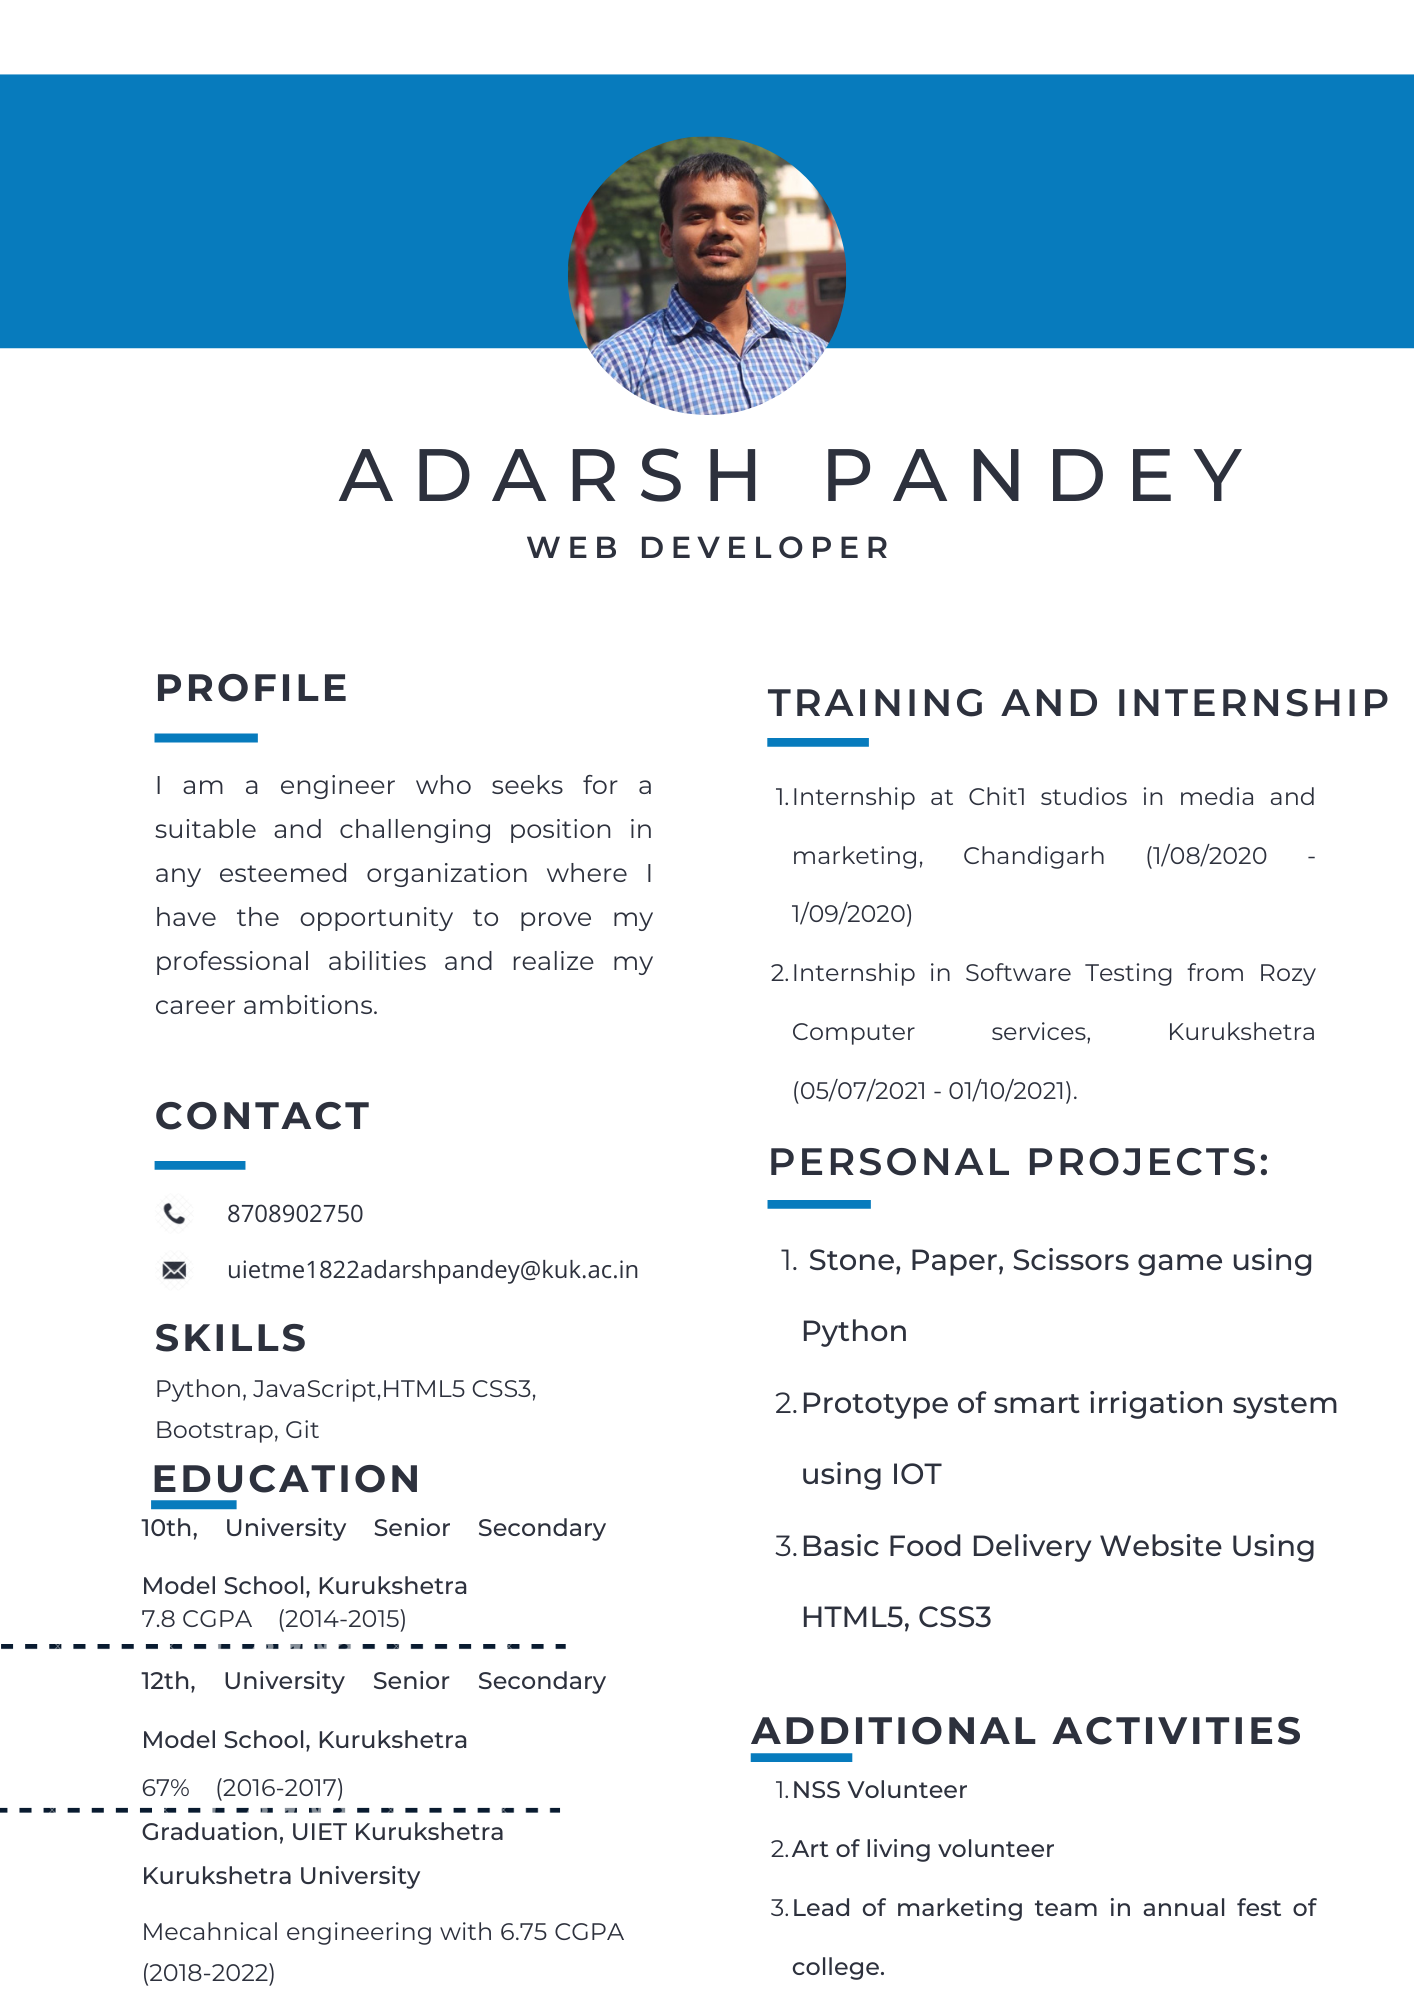 ADARSH PANDEY
WEB DEVELOPER
PROFILE
I am a engineer who seeks for a
suitable and challenging position in
any esteemed organization where I
have the opportunity to prove my
professional abilities and realize my
career ambitions.
CONTACT
8708902750
uietme1822adarshpandey@kuk.ac.in
SKILLS
Python, JavaScript,HTML5 CSS3,
Bootstrap, Git
EDUCATION
10th, University Senior Secondary
Model School, Kurukshetra
7.8 CGPA (2014-2015)
12th, University Senior Secondary
Model School, Kurukshetra
67% (2016-2017)
Graduation, UIET Kurukshetra
Kurukshetra University
Mecahnical engineering with 6.75 CGPA
(2018-2022)
TRAINING AND INTERNSHIP
1. Internship at Chit1 studios in media and
marketing, Chandigarh (1/08/2020 -
1/09/2020)
2. Internship in Software Testing from Rozy
Computer services, Kurukshetra
(05/07/2021 - 01/10/2021).
PERSONAL PROJECTS:
1. Stone, Paper, Scissors game using
Python
2. Prototype of smart irrigation system
using IOT
3. Basic Food Delivery Website Using
HTML5, CSS3
ADDITIONAL ACTIVITIES
1. NSS Volunteer
2. Art of living volunteer
3. Lead of marketing team in annual fest of
college.